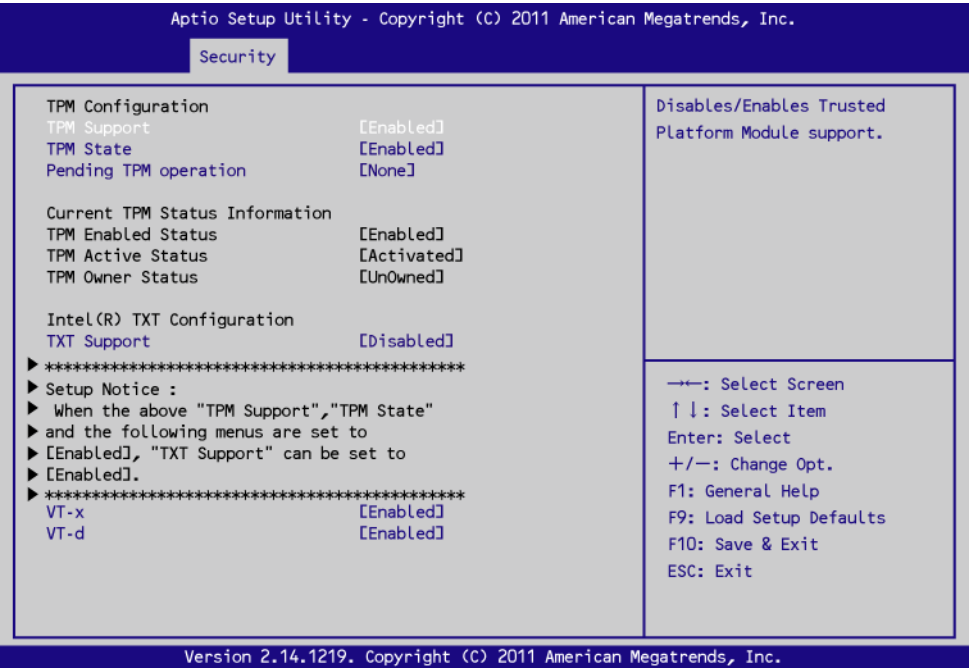 Aptio Setup Utility - Copyright (C) 2011 American Megatrends, Inc.
Security
TPM Configuration
TPM Support [Enabled]
TPM State [Enabled]
Pending TPM operation [None]
Current TPM Status Information
TPM Enabled Status [Enabled]
TPM Active Status [Activated]
TPM Owner Status [UnOwned]
Intel(R) TXT Configuration
TXT Support [Disabled]
*********************************************
Setup Notice :
When the above "TPM Support","TPM State"
and the following menus are set to
[Enabled], "TXT Support" can be set to
[Enabled].
*********************************************
VT-x [Enabled]
VT-d [Enabled]
Disables/Enables Trusted
Platform Module support.
→←: Select Screen
↑↓: Select Item
Enter: Select
+/-: Change Opt.
F1: General Help
F9: Load Setup Defaults
F10: Save & Exit
ESC: Exit
Version 2.14.1219. Copyright (C) 2011 American Megatrends, Inc.